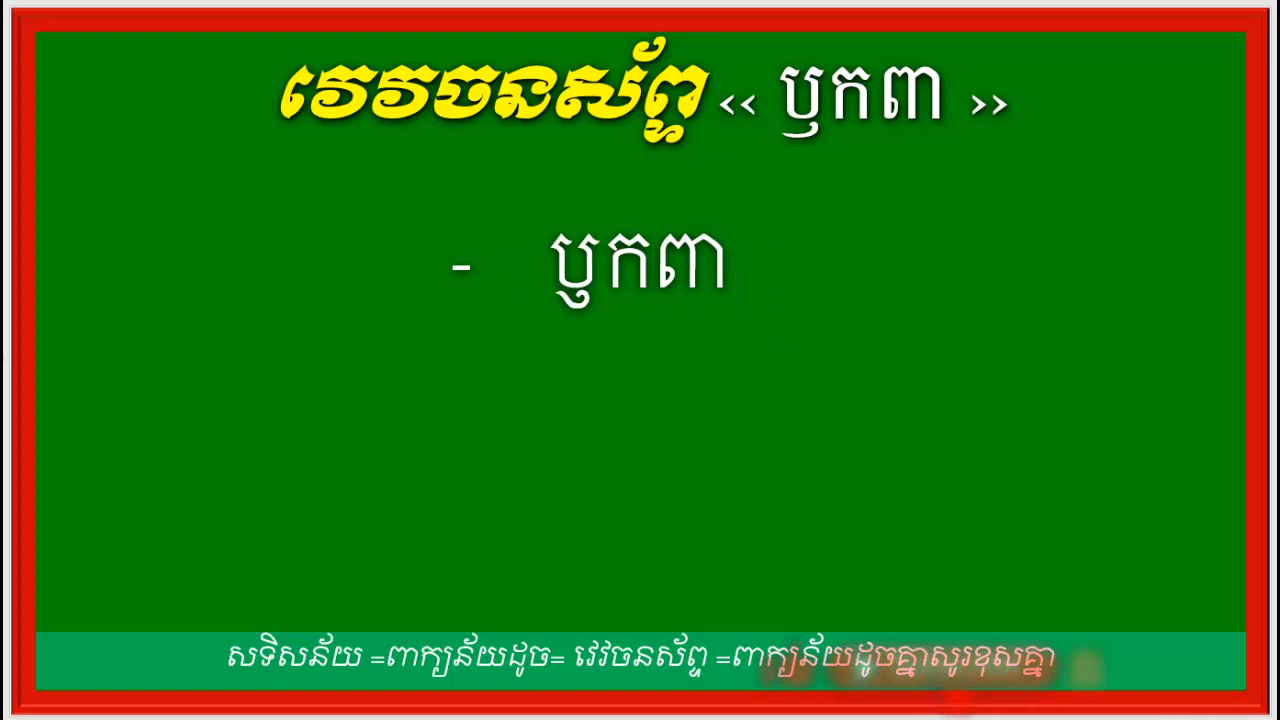 វេវចនស័ព្ទ ‹‹ ឫកពា ››
- ឫកពា
សទិសន័យ =ពាក្យន័យដូច= វេវចនស័ព្ទ =ពាក្យន័យដូចគ្នាសូរខុសគ្នា